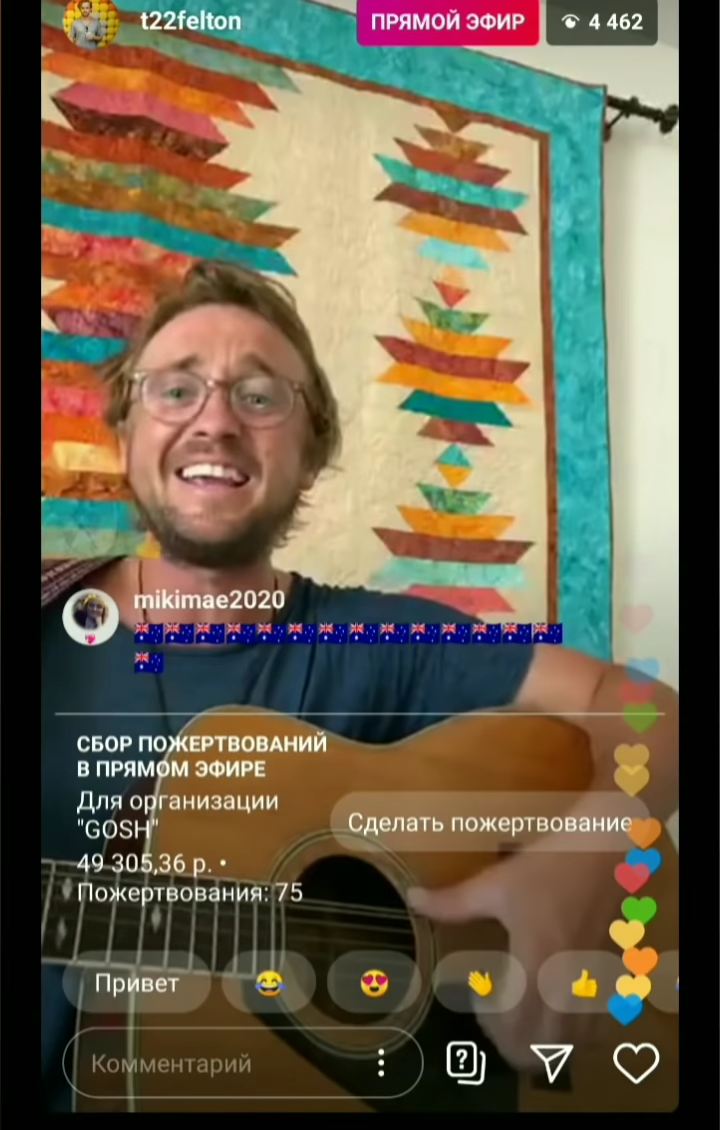 t22felton
ПРЯМОЙ ЭФИР
4 462
mikimae2020
СБОР ПОЖЕРТВОВАНИЙ
В ПРЯМОМ ЭФИРЕ
Для организации
"GOSH"
Сделать пожертвование
49 305,36 р. •
Пожертвования: 75
Привет
Комментарий